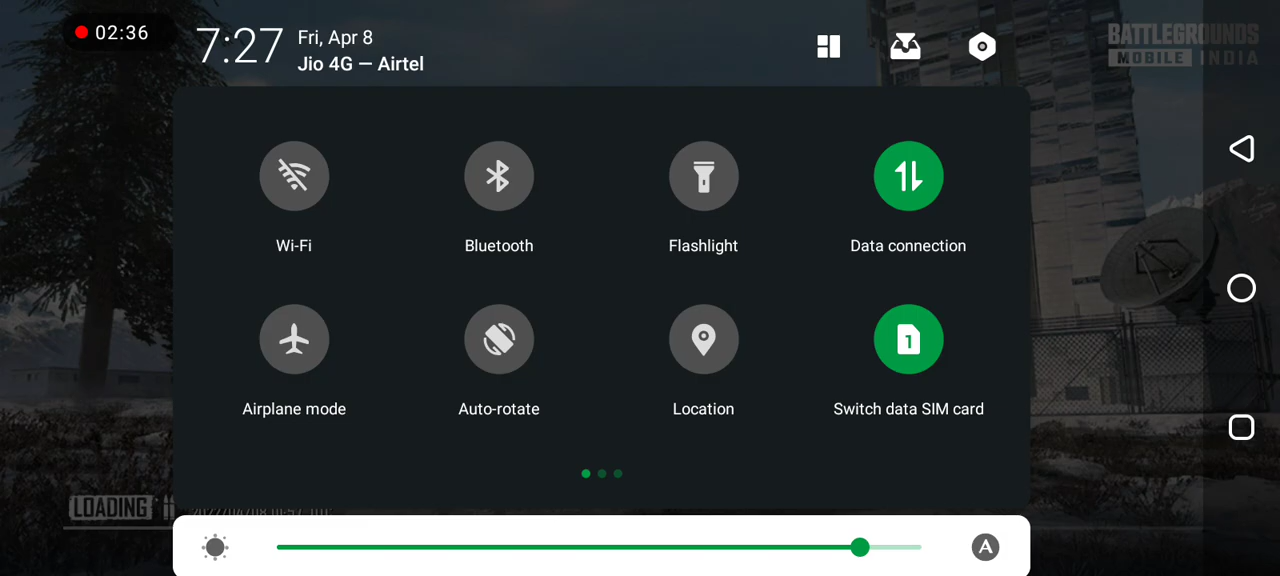 02:36
7:27
Fri, Apr 8
Jio 4G — Airtel
BATTLEGROUNDS
MOBILE INDIA
Wi-Fi
Bluetooth
Flashlight
Data connection
1
Airplane mode
Auto-rotate
Location
Switch data SIM card
LOADING
A